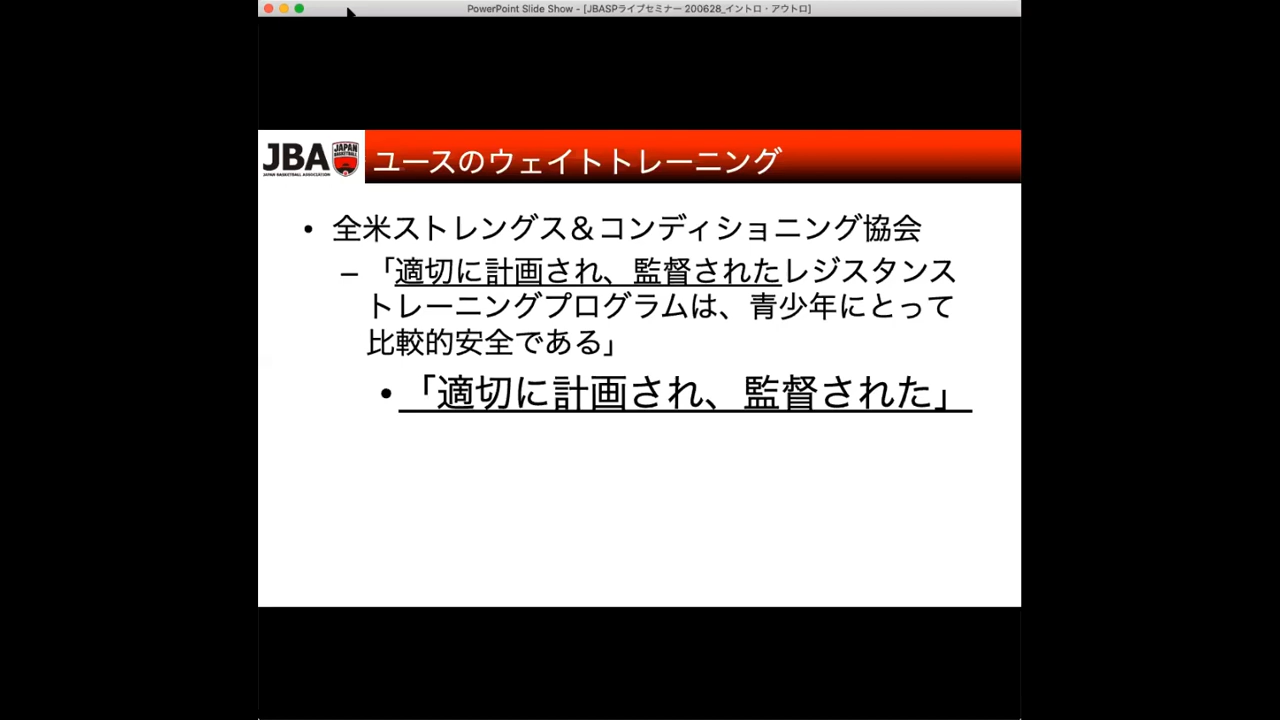 PowerPoint Slide Show - [JBASPライブセミナー 200628_イントロ・アウトロ]
JBA
JAPAN BASKETBALL ASSOCIATION
JAPAN
BASKETBALL
ユースのウェイトトレーニング
• 全米ストレングス＆コンディショニング協会
– 「適切に計画され、監督されたレジスタンス
トレーニングプログラムは、青少年にとって
比較的安全である」
•「適切に計画され、監督された」